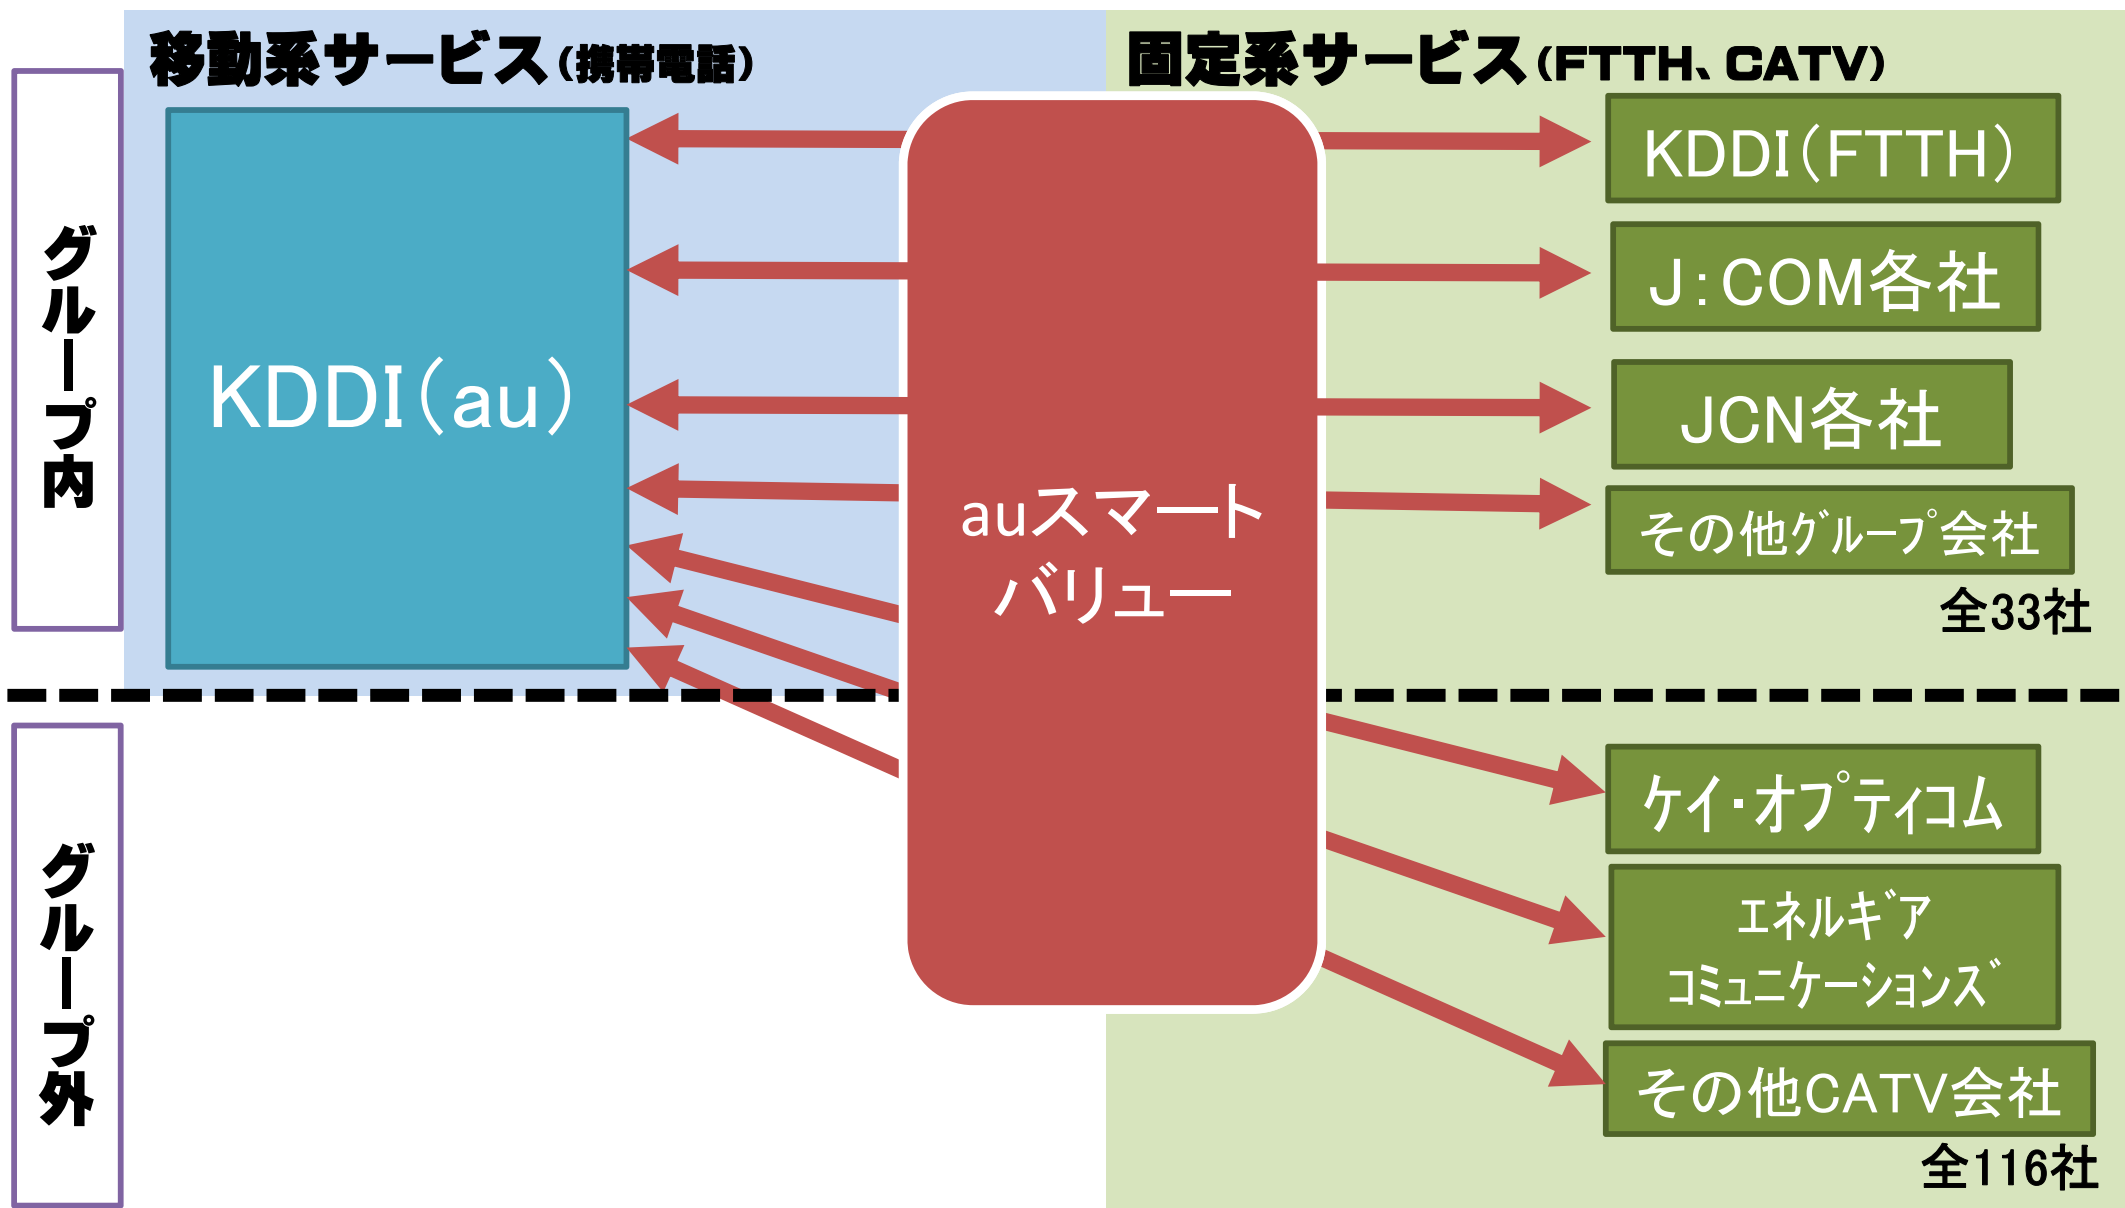 移動系サービス（携帯電話）
固定系サービス（FTTH、CATV）
グループ内
KDDI（au）
auスマート
バリュー
KDDI（FTTH）
J：COM各社
JCN各社
その他ｸﾞﾙｰﾌﾟ会社
全33社
グループ外
ｹｲ・ｵﾌﾟﾃｨｺﾑ
ｴﾈﾙｷﾞｱ
ｺﾐｭﾆｹｰｼｮﾝｽﾞ
その他CATV会社
全116社